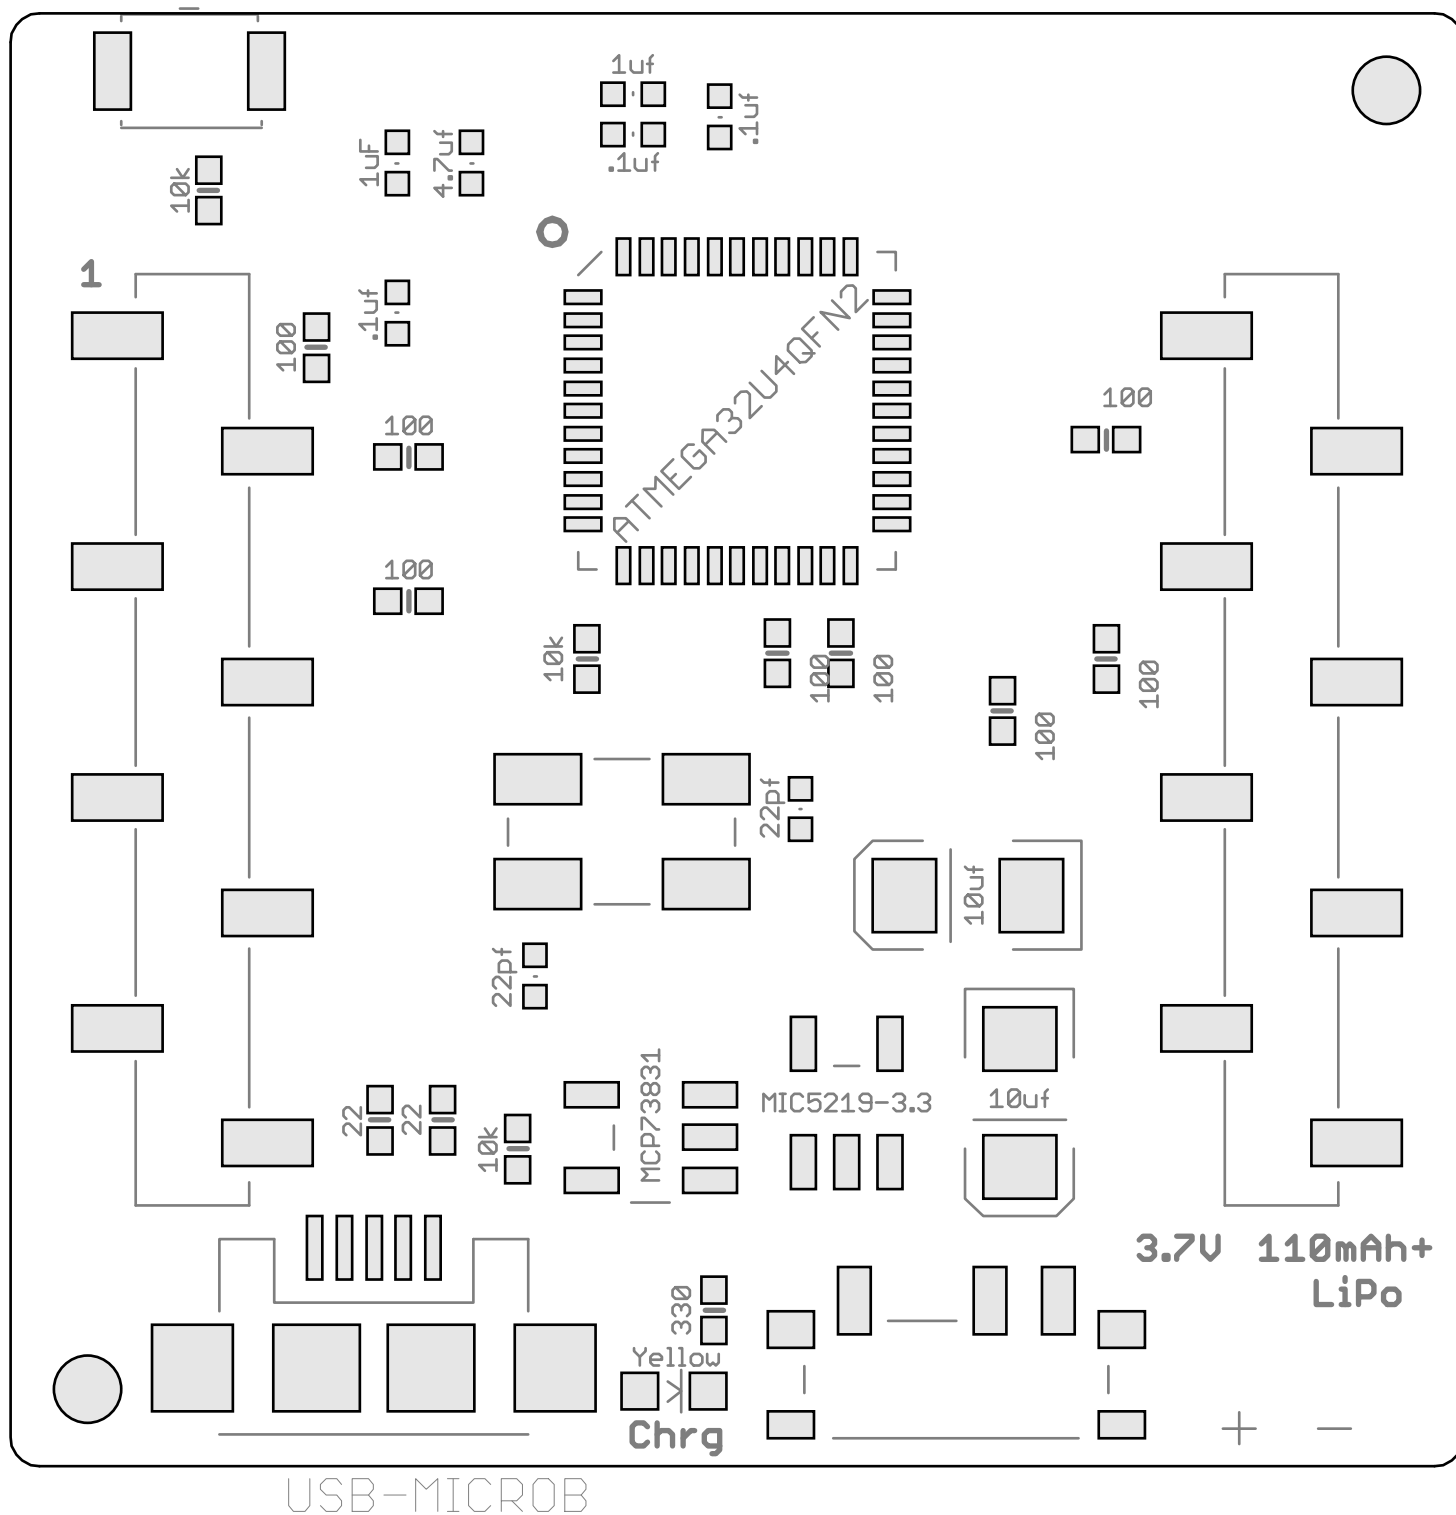 1uf
.1uf
.1uf
1uF
4.7uf
10k
1
.1uf
100
ATMEGA32U4QFN2
100
100
100
10k
100
100
100
100
22pf
10uf
22pf
10uf
MIC5219-3.3
MCP73831
22
22
10k
3.7V 110mAh+
LiPo
330
Yellow
Chrg
+ -
USB-MICROB